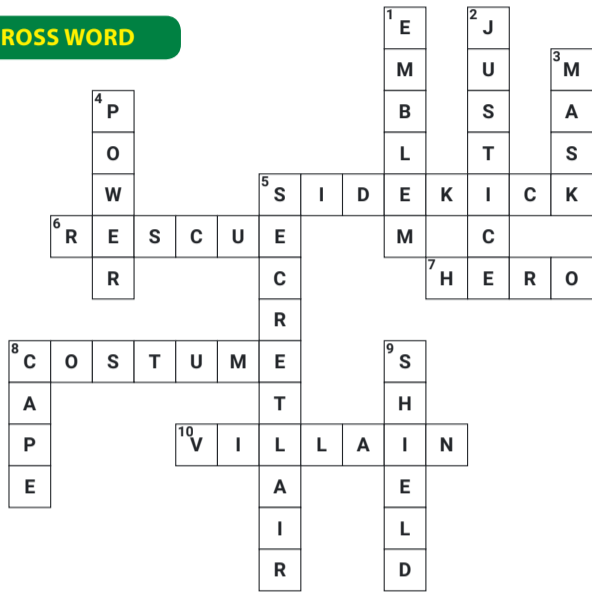 ROSS WORD
1 E 2 J
M U 3 M
4 P B S A
O L T S
W 5 S I D E K I C K
6 R E S C U E M C
R C 7 H E R O
R
8 C O S T U M E 9 S
A T H
P 10 V I L L A I N
E A E
I L
R D